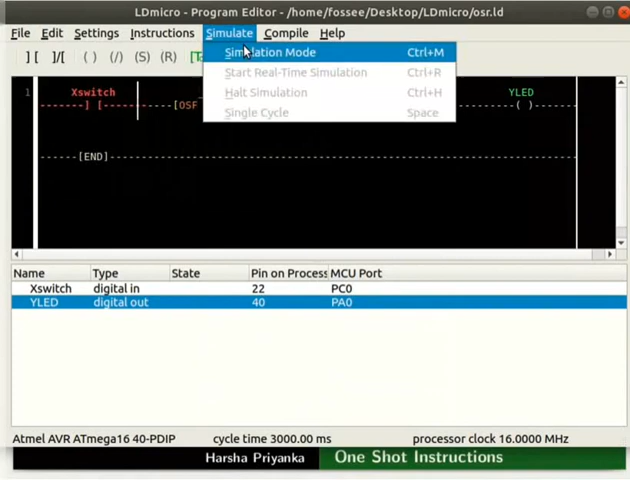 LDmicro - Program Editor - /home/fossee/Desktop/LDmicro/osr.ld
File Edit Settings Instructions Simulate Compile Help
] [ ]/[ ( ) (/) (S) (R)
Simulation Mode Ctrl+M
Start Real-Time Simulation Ctrl+R
Halt Simulation Ctrl+H
Single Cycle Space
1 Xswitch YLED
------] [------ -----[OSF ------( )
------[END]------
Name Type State Pin on Process MCU Port
Xswitch digital in 22 PC0
YLED digital out 40 PA0
Atmel AVR ATmega16 40-PDIP cycle time 3000.00 ms processor clock 16.0000 MHz
Harsha Priyanka One Shot Instructions